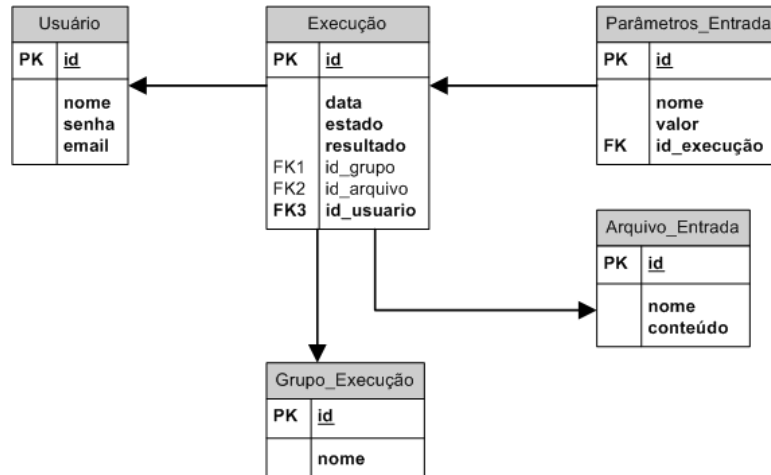 Usuário
PK id
nome
senha
email
Execução
PK id
data
estado
resultado
FK1 id_grupo
FK2 id_arquivo
FK3 id_usuario
Parâmetros_Entrada
PK id
nome
valor
FK id_execução
Arquivo_Entrada
PK id
nome
conteúdo
Grupo_Execução
PK id
nome